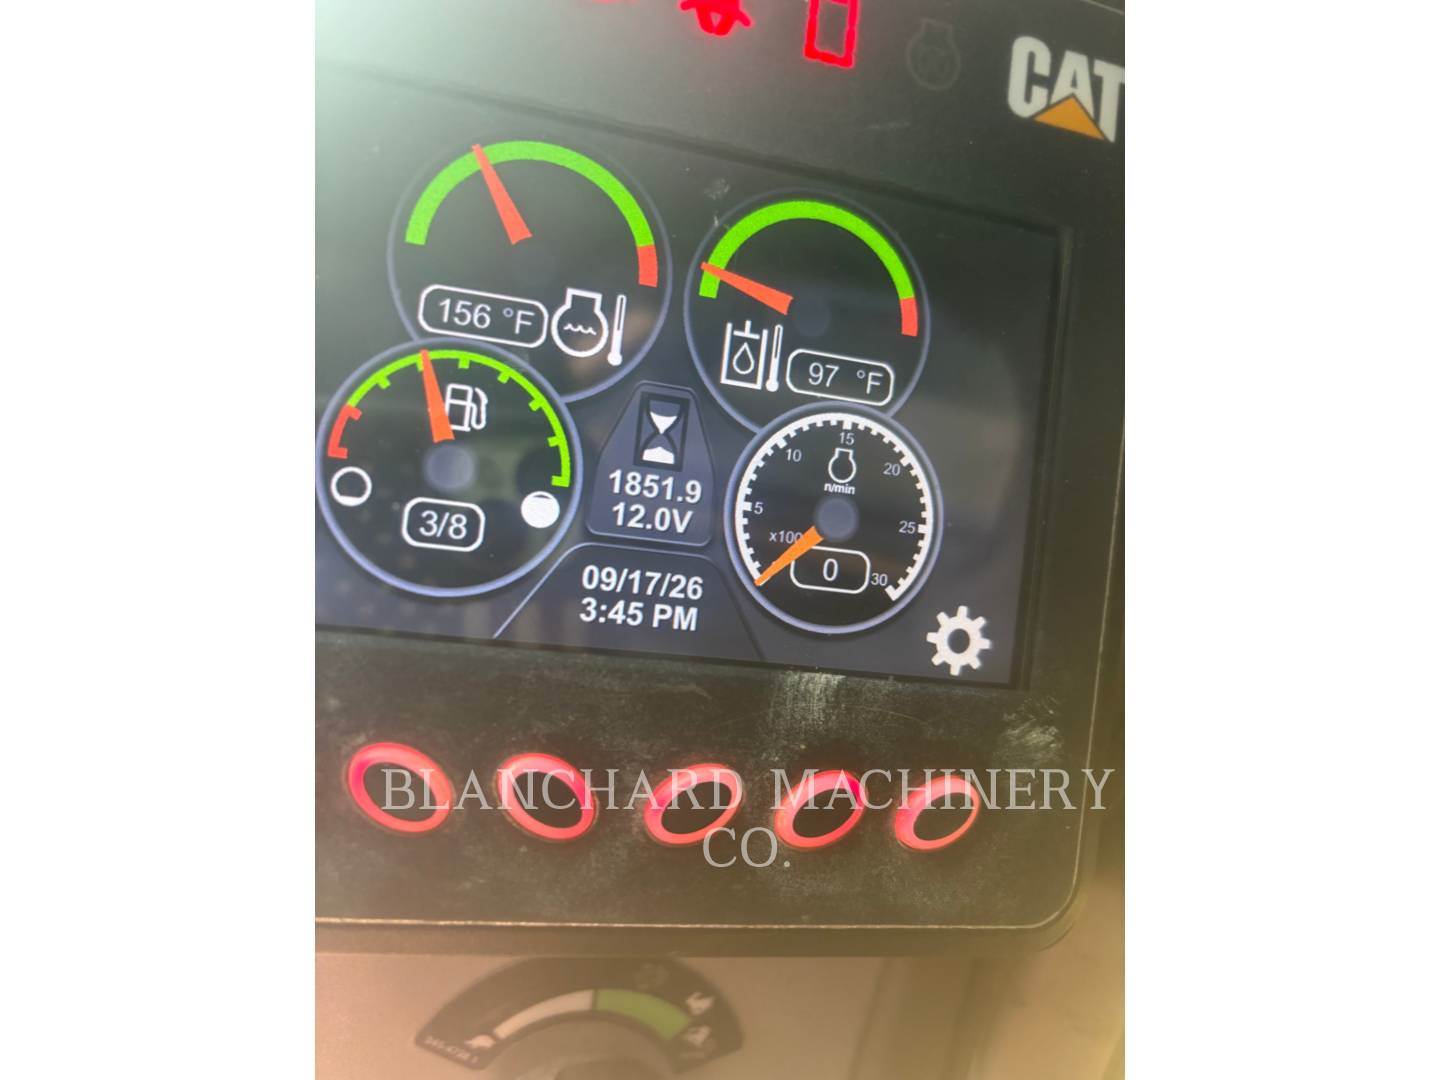 CAT
156 °F
97 °F
3/8
1851.9
12.0V
5
10
15
20
25
30
n/min
x100
0
09/17/26
3:45 PM
BLANCHARD MACHINERY
CO.